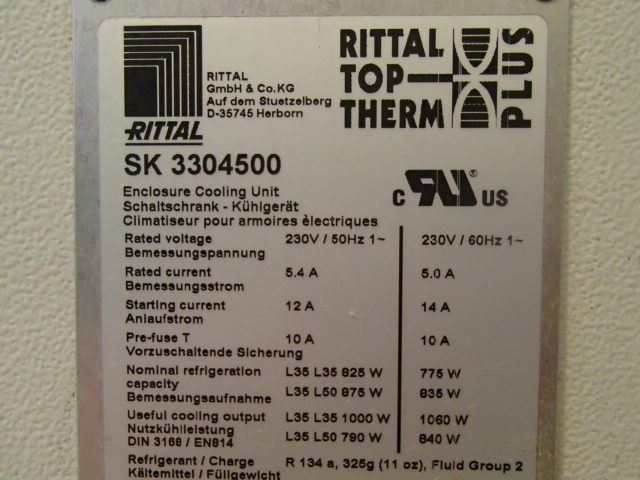 RITTAL
GmbH & Co.KG
Auf dem Stuetzelberg
D-35745 Herborn
RITTAL
RITTAL
TOP
THERM
PLUS
SK 3304500
Enclosure Cooling Unit
Schaltschrank - Kühlgerät
Climatiseur pour armoires èlectriques
c RU US
Rated voltage 230V / 50Hz 1~ 230V / 60Hz 1~
Bemessungspannung
Rated current 5.4 A 5.0 A
Bemessungsstrom
Starting current 12 A 14 A
Anlaufstrom
Pre-fuse T 10 A 10 A
Vorzuschaltende Sicherung
Nominal refrigeration L35 L35 825 W 775 W
capacity
Bemessungsaufnahme L35 L50 875 W 835 W
Useful cooling output L35 L35 1000 W 1060 W
Nutzkühlleistung L35 L50 790 W 840 W
DIN 3168 / EN814
Refrigerant / Charge R 134 a, 325g (11 oz), Fluid Group 2
Kältemittel / Füllgewicht